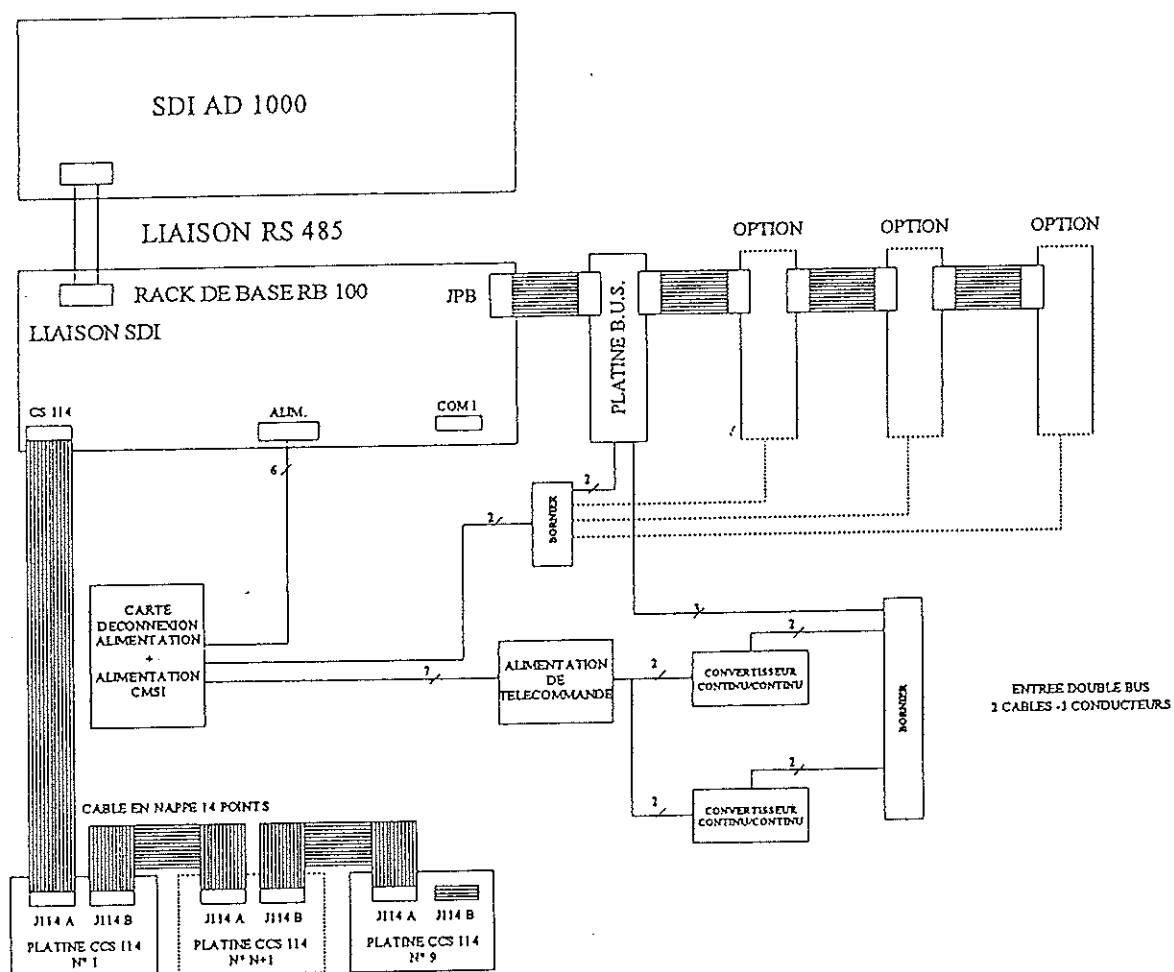 SDI AD 1000
LIAISON RS 485
OPTION
OPTION
OPTION
RACK DE BASE RB 100
JPB
PLATINE B.U.S.
LIAISON SDI
CS 114
ALIM.
COM 1
6
2
2
BORNIER
CARTE
DECONNEXION
ALIMENTATION
+
ALIMENTATION
CMSI
7
ALIMENTATION
DE
TELECOMMANDE
3
2
2
CONVERTISSEUR
CONTINU/CONTINU
BORNIER
ENTREE DOUBLE BUS
2 CABLES -3 CONDUCTEURS
2
2
CONVERTISSEUR
CONTINU/CONTINU
CABLE EN NAPPE 14 POINTS
J114 A
J114 B
J114 A
J114 B
J114 A
J114 B
PLATINE CCS 114
N° 1
PLATINE CCS 114
N° N+1
PLATINE CCS 114
N° 9